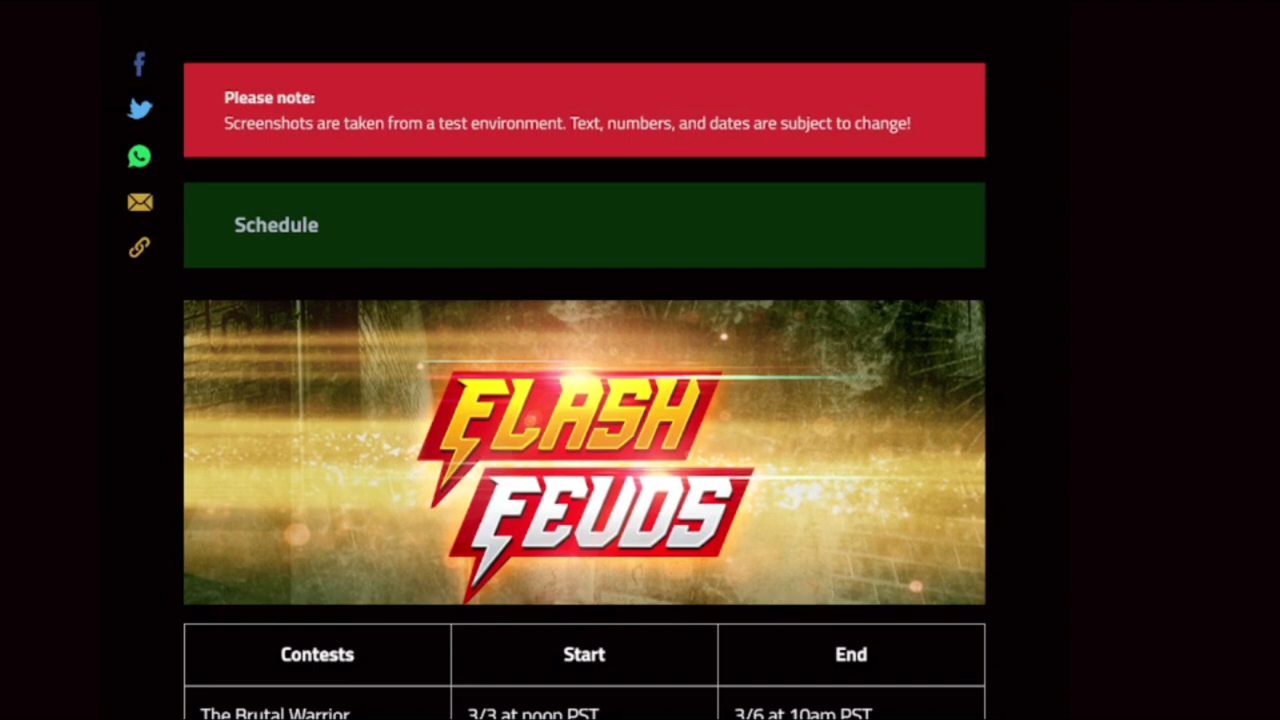 Please note:
Screenshots are taken from a test environment. Text, numbers, and dates are subject to change!
Schedule
FLASH
FEUDS
Contests Start End
The Brutal Warrior 3/3 at noon PST 3/6 at 10am PST